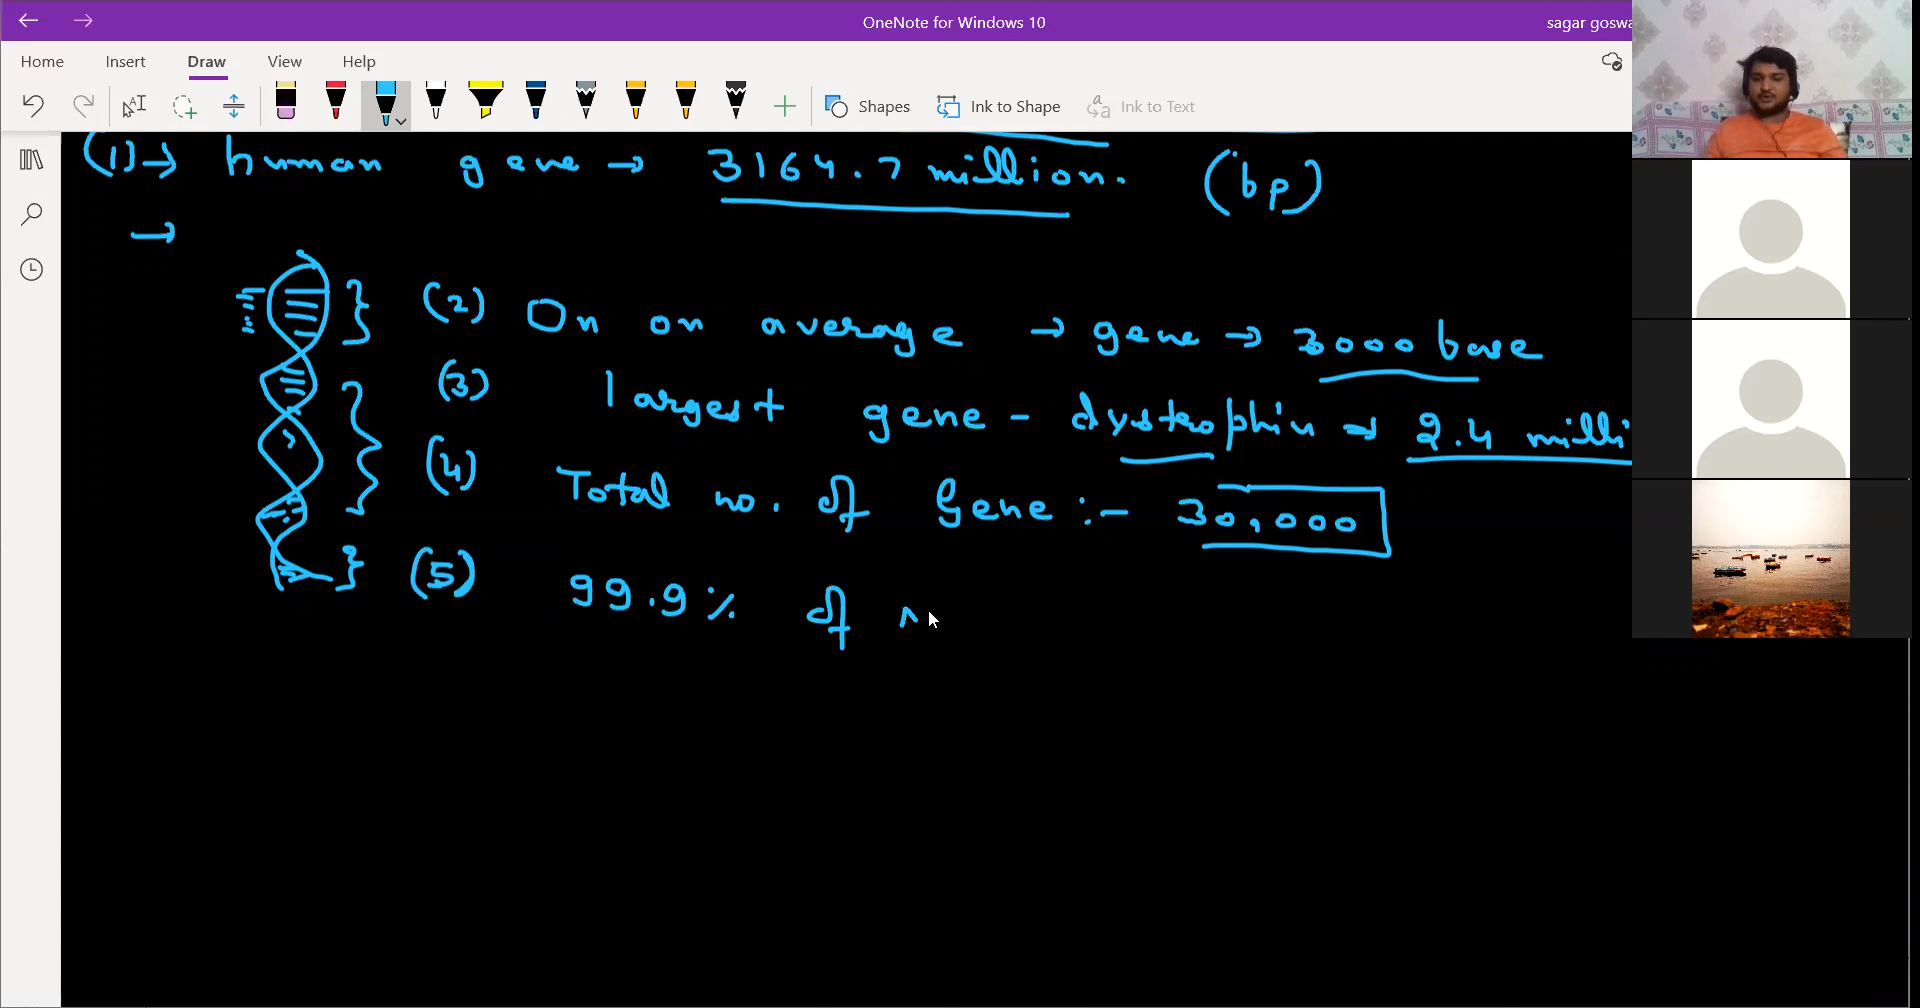 OneNote for Windows 10
sagar goswa
Home Insert Draw View Help
Shapes Ink to Shape Ink to Text
(1)→ human gene → 3164.7 million. (bp)
→
(2) On on average → gene → 3000 base
(3) largest gene - dystrophin → 2.4 milli
(4) Total no. of Gene :- 30,000
(5) 99.9% of